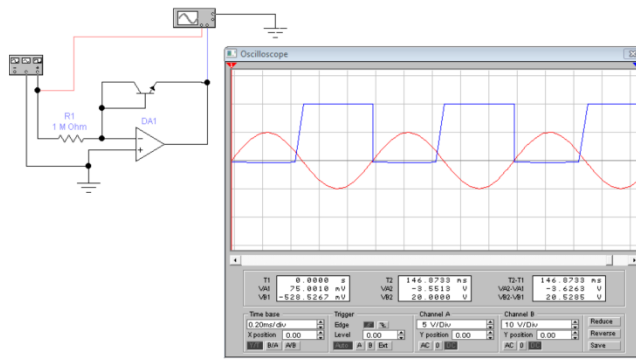 Oscilloscope
R1
1 M Ohm
DA1
T1 0.0000 s
VA1 75.0010 mV
VB1 -528.5267 mV
T2 146.8733 ms
VA2 -3.5513 V
VB2 20.0000 V
T2-T1 146.8733 ms
VA2-VA1 -3.6263 V
VB2-VB1 20.5285 V
Time base
0.20ms/div
X position 0.00
Y/T B/A A/B
Trigger
Edge
Level 0.00
Auto A B Ext
Channel A
5 V/Div
Y position 0.00
AC 0 DC
Channel B
10 V/Div
Y position 0.00
AC 0 DC
Reduce
Reverse
Save